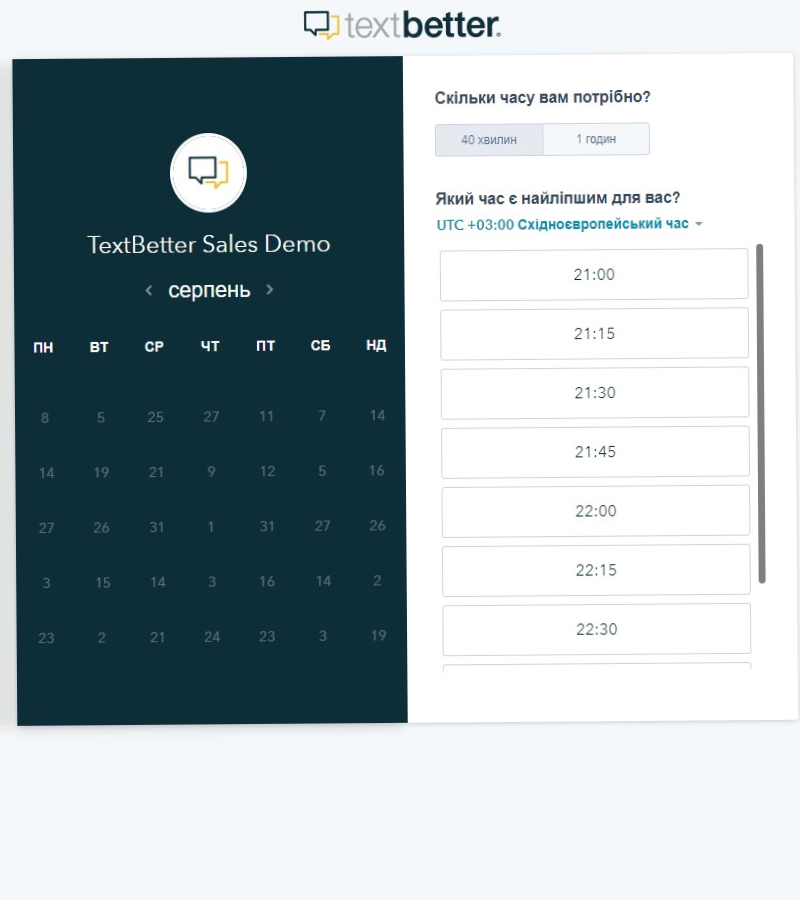 textbetter.
TextBetter Sales Demo
серпень
ПН ВТ СР ЧТ ПТ СБ НД
8 5 25 27 11 7 14
14 19 21 9 12 5 16
27 26 31 1 31 27 26
3 15 14 3 16 14 2
23 2 21 24 23 3 19
Скільки часу вам потрібно?
40 хвилин 1 годин
Який час є найліпшим для вас?
UTC +03:00 Східноєвропейський час
21:00
21:15
21:30
21:45
22:00
22:15
22:30